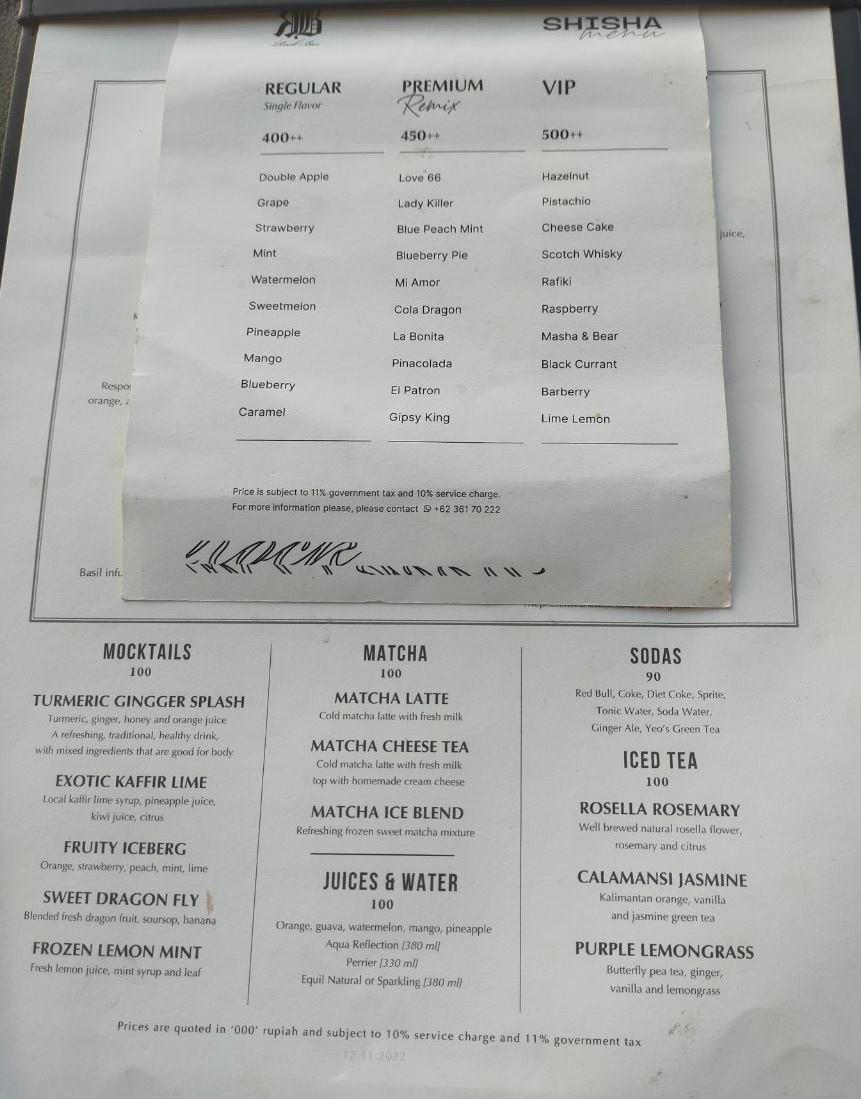 SHISHA
menu
REGULAR
Single Flavor
400++
Double Apple
Grape
Strawberry
Mint
Watermelon
Sweetmelon
Pineapple
Mango
Blueberry
Caramel
PREMIUM
Remix
450++
Love 66
Lady Killer
Blue Peach Mint
Blueberry Pie
Mi Amor
Cola Dragon
La Bonita
Pinacolada
El Patron
Gipsy King
VIP
500++
Hazelnut
Pistachio
Cheese Cake
Scotch Whisky
Rafiki
Raspberry
Masha & Bear
Black Currant
Barberry
Lime Lemon
Price is subject to 11% government tax and 10% service charge.
For more information please, please contact +62 361 70 222
juice,
orange,
Basil
MOCKTAILS
100
TURMERIC GINGGER SPLASH
Turmeric, ginger, honey and orange juice
A refreshing, traditional, healthy drink,
with mixed ingredients that are good for body
EXOTIC KAFFIR LIME
Local kaffir lime syrup, pineapple juice,
kiwi juice, citrus
FRUITY ICEBERG
Orange, strawberry, peach, mint, lime
SWEET DRAGON FLY
Blended fresh dragon fruit, soursop, banana
FROZEN LEMON MINT
Fresh lemon juice, mint syrup and leaf
MATCHA
100
MATCHA LATTE
Cold matcha latte with fresh milk
MATCHA CHEESE TEA
Cold matcha latte with fresh milk
top with homemade cream cheese
MATCHA ICE BLEND
Refreshing frozen sweet matcha mixture
JUICES & WATER
100
Orange, guava, watermelon, mango, pineapple
Aqua Reflection [380 ml]
Perrier [330 ml]
Equil Natural or Sparkling [380 ml]
SODAS
90
Red Bull, Coke, Diet Coke, Sprite,
Tonic Water, Soda Water,
Ginger Ale, Yeo's Green Tea
ICED TEA
100
ROSELLA ROSEMARY
Well brewed natural rosella flower,
rosemary and citrus
CALAMANSI JASMINE
Kalimantan orange, vanilla
and jasmine green tea
PURPLE LEMONGRASS
Butterfly pea tea, ginger,
vanilla and lemongrass
Prices are quoted in '000' rupiah and subject to 10% service charge and 11% government tax
12.11.2022